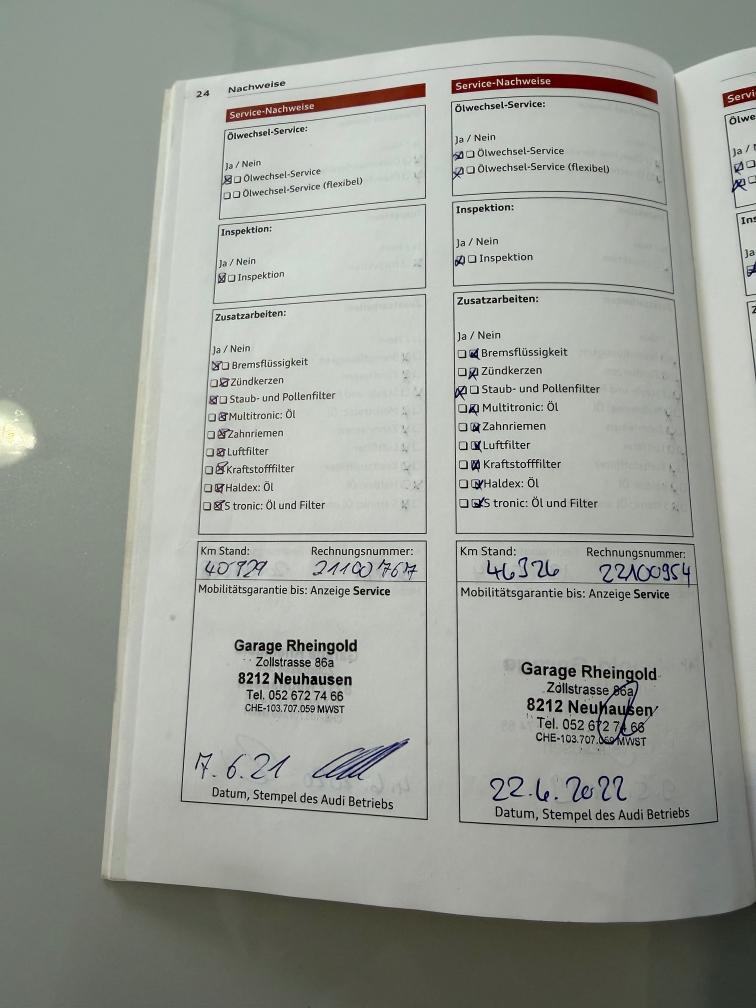 24 Nachweise
Service-Nachweise
Ölwechsel-Service:
Ja / Nein
Ölwechsel-Service
Ölwechsel-Service (flexibel)
Inspektion:
Ja / Nein
Inspektion
Zusatzarbeiten:
Ja / Nein
Bremsflüssigkeit
Zündkerzen
Staub- und Pollenfilter
Multitronic: Öl
Zahnriemen
Luftfilter
Kraftstofffilter
Haldex: Öl
S tronic: Öl und Filter
Km Stand: Rechnungsnummer:
40929 21100767
Mobilitätsgarantie bis: Anzeige Service
Garage Rheingold
Zollstrasse 86a
8212 Neuhausen
Tel. 052 672 74 66
CHE-103.707.059 MWST
7.6.21
Datum, Stempel des Audi Betriebs
Service-Nachweise
Ölwechsel-Service:
Ja / Nein
Ölwechsel-Service
Ölwechsel-Service (flexibel)
Inspektion:
Ja / Nein
Inspektion
Zusatzarbeiten:
Ja / Nein
Bremsflüssigkeit
Zündkerzen
Staub- und Pollenfilter
Multitronic: Öl
Zahnriemen
Luftfilter
Kraftstofffilter
Haldex: Öl
S tronic: Öl und Filter
Km Stand: Rechnungsnummer:
46326 22100954
Mobilitätsgarantie bis: Anzeige Service
Garage Rheingold
Zollstrasse 86a
8212 Neuhausen
Tel. 052 672 74 66
CHE-103.707.059 MWST
22.6.2022
Datum, Stempel des Audi Betriebs